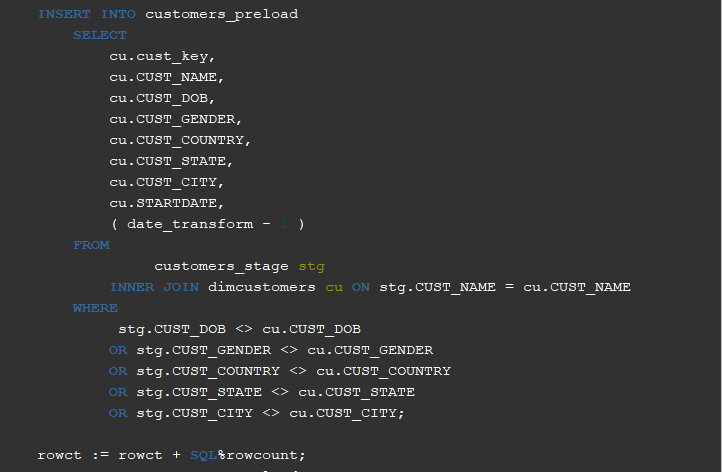 INSERT INTO customers_preload
SELECT
cu.cust_key,
cu.CUST_NAME,
cu.CUST_DOB,
cu.CUST_GENDER,
cu.CUST_COUNTRY,
cu.CUST_STATE,
cu.CUST_CITY,
cu.STARTDATE,
( date_transform - 1 )
FROM
customers_stage stg
INNER JOIN dimcustomers cu ON stg.CUST_NAME = cu.CUST_NAME
WHERE
stg.CUST_DOB <> cu.CUST_DOB
OR stg.CUST_GENDER <> cu.CUST_GENDER
OR stg.CUST_COUNTRY <> cu.CUST_COUNTRY
OR stg.CUST_STATE <> cu.CUST_STATE
OR stg.CUST_CITY <> cu.CUST_CITY;
rowct := rowct + SQL%rowcount;